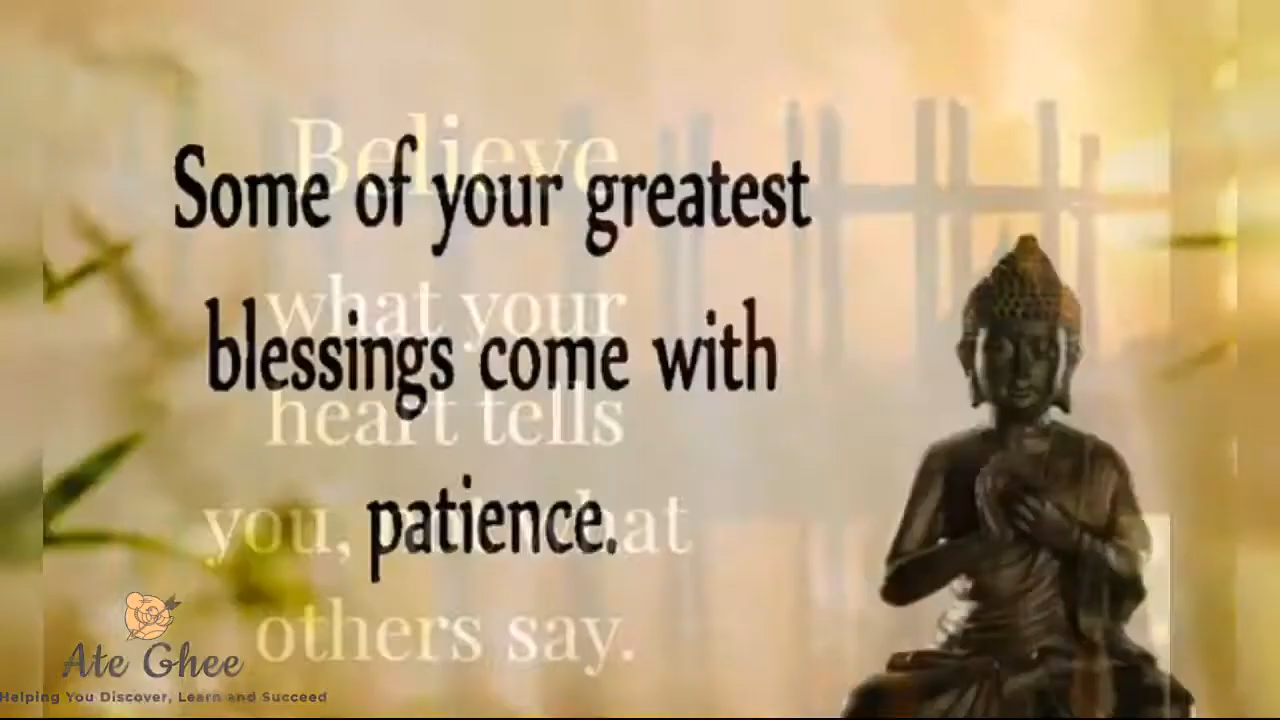 Some of your greatest
blessings come with
patience.
Believe
what your
heart tells
you, hat
others say.
Ate Ghee
Helping You Discover, Learn and Succeed